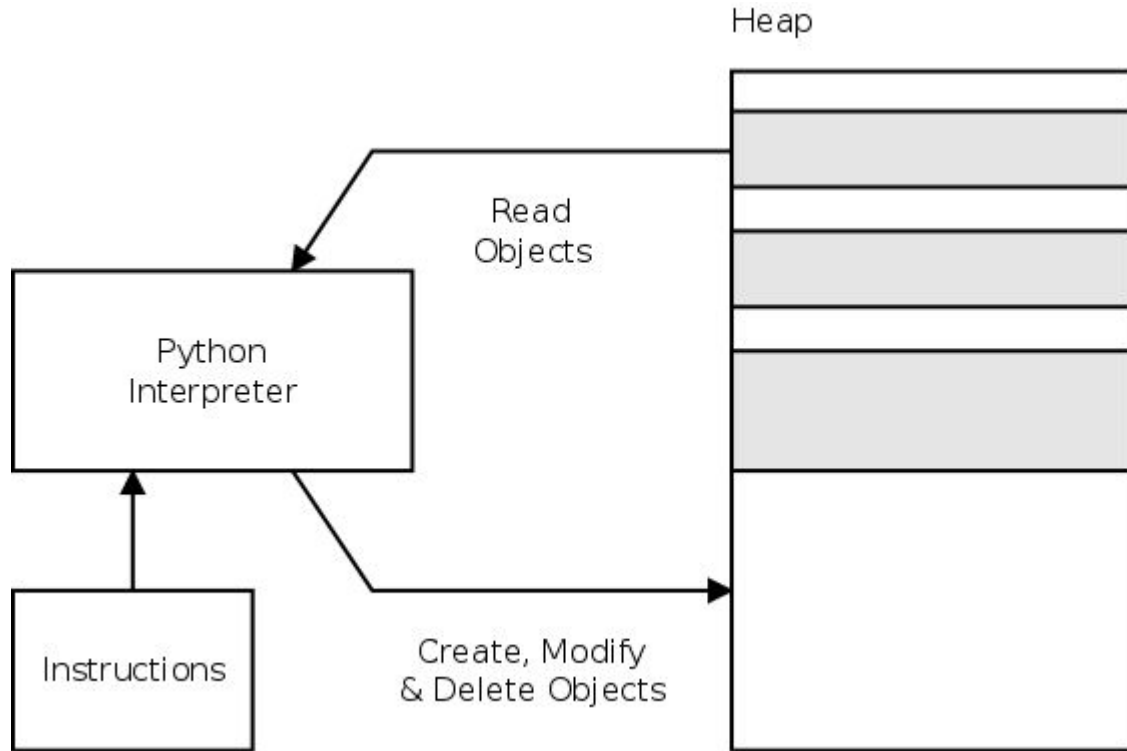 Heap
Read
Objects
Python
Interpreter
Instructions
Create, Modify
& Delete Objects